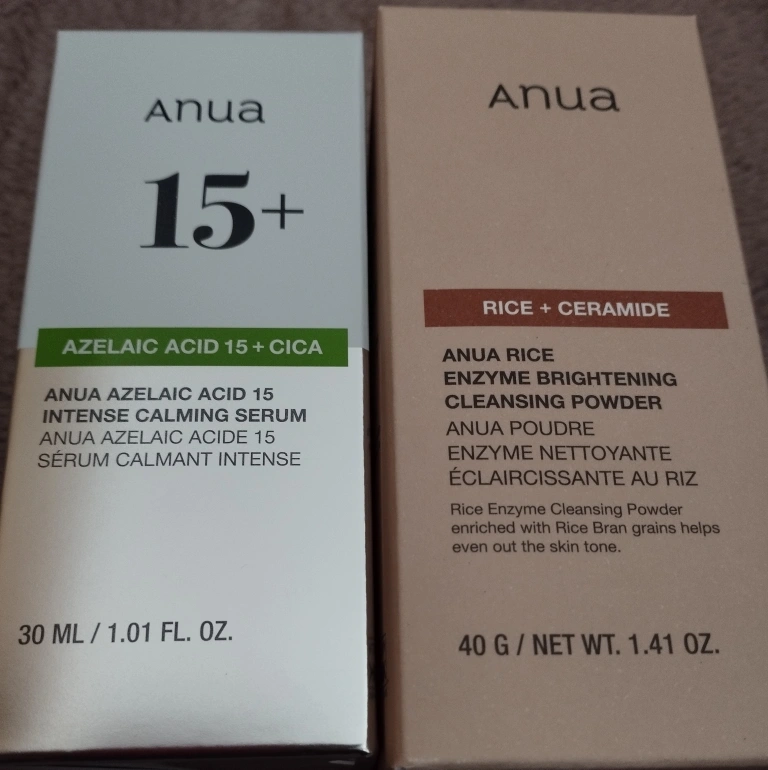 Anua
15+
AZELAIC ACID 15 + CICA
ANUA AZELAIC ACID 15
INTENSE CALMING SERUM
ANUA AZELAIC ACIDE 15
SÉRUM CALMANT INTENSE
30 ML / 1.01 FL. OZ.
Anua
RICE + CERAMIDE
ANUA RICE
ENZYME BRIGHTENING
CLEANSING POWDER
ANUA POUDRE
ENZYME NETTOYANTE
ÉCLAIRCISSANTE AU RIZ
Rice Enzyme Cleansing Powder
enriched with Rice Bran grains helps
even out the skin tone.
40 G / NET WT. 1.41 OZ.